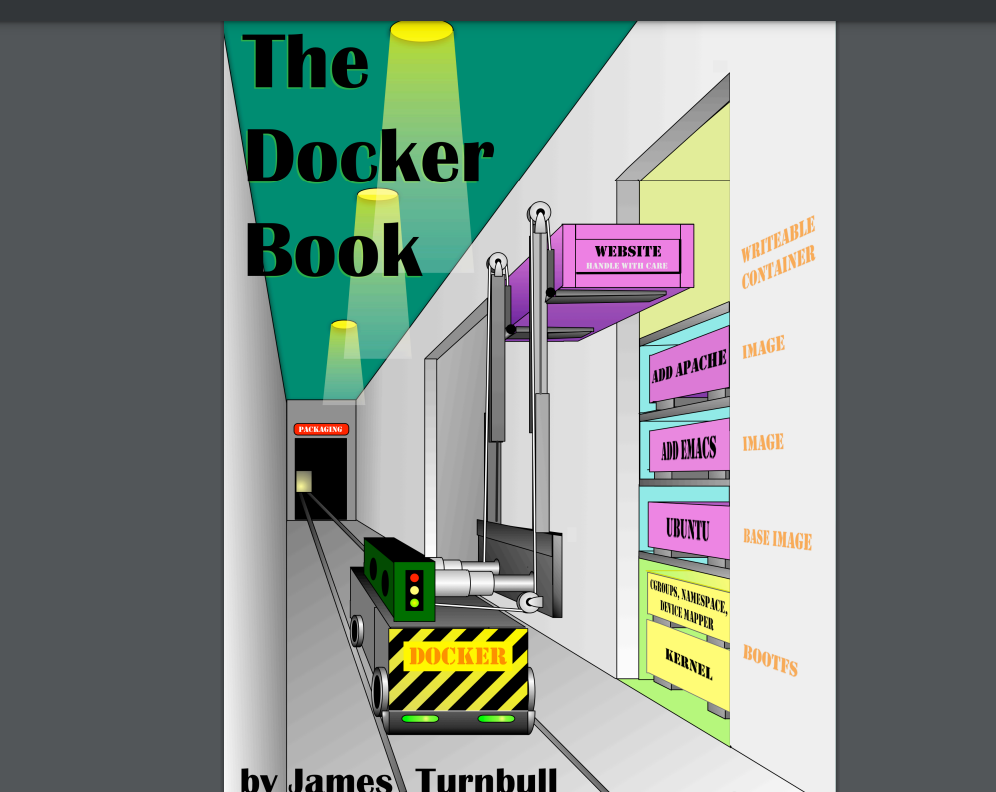 The
Docker
Book
WEBSITE
HANDLE WITH CARE
WRITEABLE
CONTAINER
ADD APACHE
IMAGE
PACKAGING
ADD EMACS
IMAGE
UBUNTU
BASE IMAGE
CGROUPS, NAMESPACE,
DEVICE MAPPER
KERNEL
BOOTFS
DOCKER
by James Turnbull